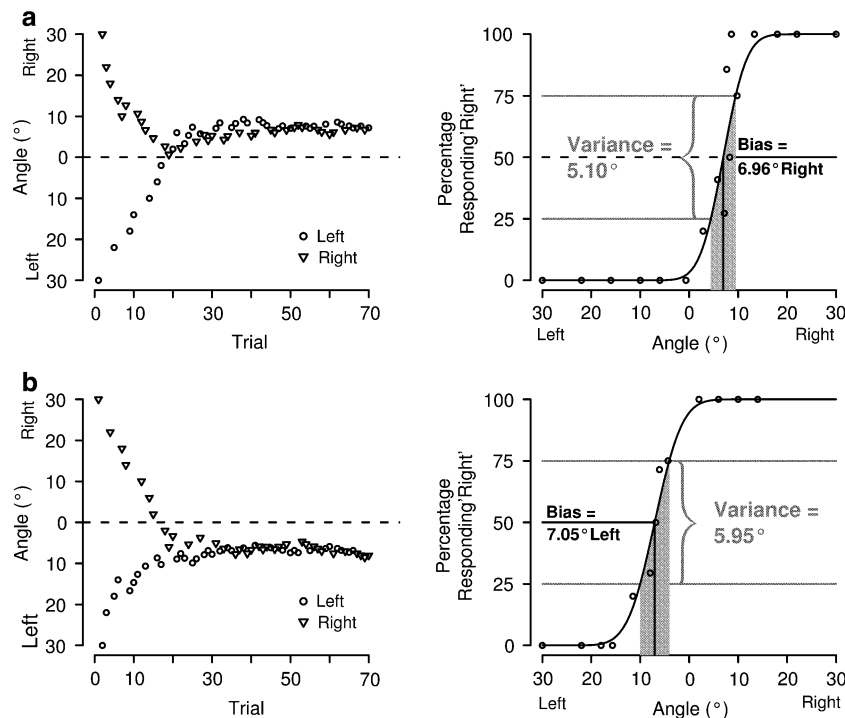 a
Right
Angle (°)
Left
30
20
10
0
10
20
30
Left
Right
0
10
30
50
70
Trial
Percentage
Responding'Right'
100
75
50
25
0
Variance =
5.10°
Bias =
6.96°Right
30
20
10
0
10
20
30
Left
Angle (°)
Right
b
Right
Angle (°)
Left
30
20
10
0
10
20
30
Left
Right
0
10
30
50
70
Trial
Percentage
Responding'Right'
100
75
50
25
0
Bias =
7.05°Left
Variance =
5.95°
30
20
10
0
10
20
30
Left
Angle (°)
Right